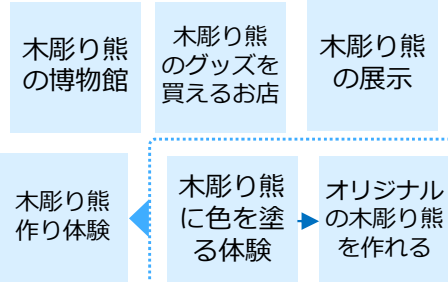 木彫り熊
の博物館
木彫り熊
のグッズを
買えるお店
木彫り熊
の展示
木彫り熊
作り体験
木彫り熊
に色を塗
る体験
オリジナル
の木彫り熊
を作れる